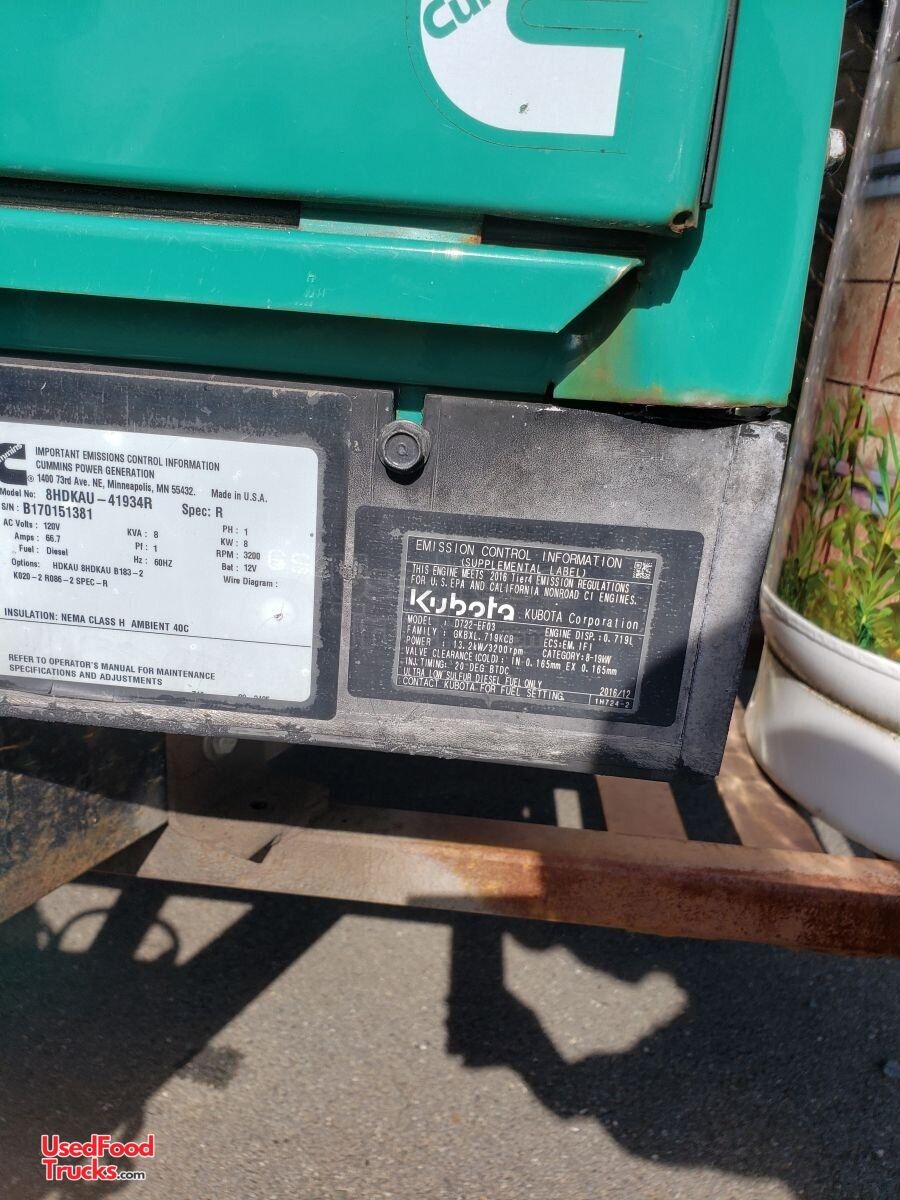 Cum
cummins
IMPORTANT EMISSIONS CONTROL INFORMATION
CUMMINS POWER GENERATION
® 1400 73rd Ave. NE, Minneapolis, MN 55432. Made in U.S.A.
Model No: 8HDKAU-41934R Spec: R
S/N: B170151381
AC Volts: 120V KVA: 8 PH: 1
Amps: 66.7 Pf: 1 KW: 8
Fuel: Diesel Hz: 60HZ RPM: 3200
Options: HDKAU 8HDKAU B183-2 Bat: 12V
K020-2 R086-2 SPEC-R Wire Diagram:
INSULATION: NEMA CLASS H AMBIENT 40C
REFER TO OPERATOR'S MANUAL FOR MAINTENANCE
SPECIFICATIONS AND ADJUSTMENTS
EMISSION CONTROL INFORMATION
(SUPPLEMENTAL LABEL)
THIS ENGINE MEETS 2016 Tier4 EMISSION REGULATIONS
FOR U.S.EPA AND CALIFORNIA NONROAD CI ENGINES.
Kubota KUBOTA Corporation
MODEL : D722-EF03 ENGINE DISP.:0.719L
FAMILY : GKBXL.719KCB ECS:EM, IFI
POWER : 13.2kW/3200rpm CATEGORY:8-19kW
VALVE CLEARANCE(COLD): IN 0.165mm EX 0.165mm
INJ.TIMING: 20 DEG BTDC
ULTRA LOW SULFUR DIESEL FUEL ONLY 2016/12
CONTACT KUBOTA FOR FUEL SETTING. 1H724-2
UsedFood
Trucks.com